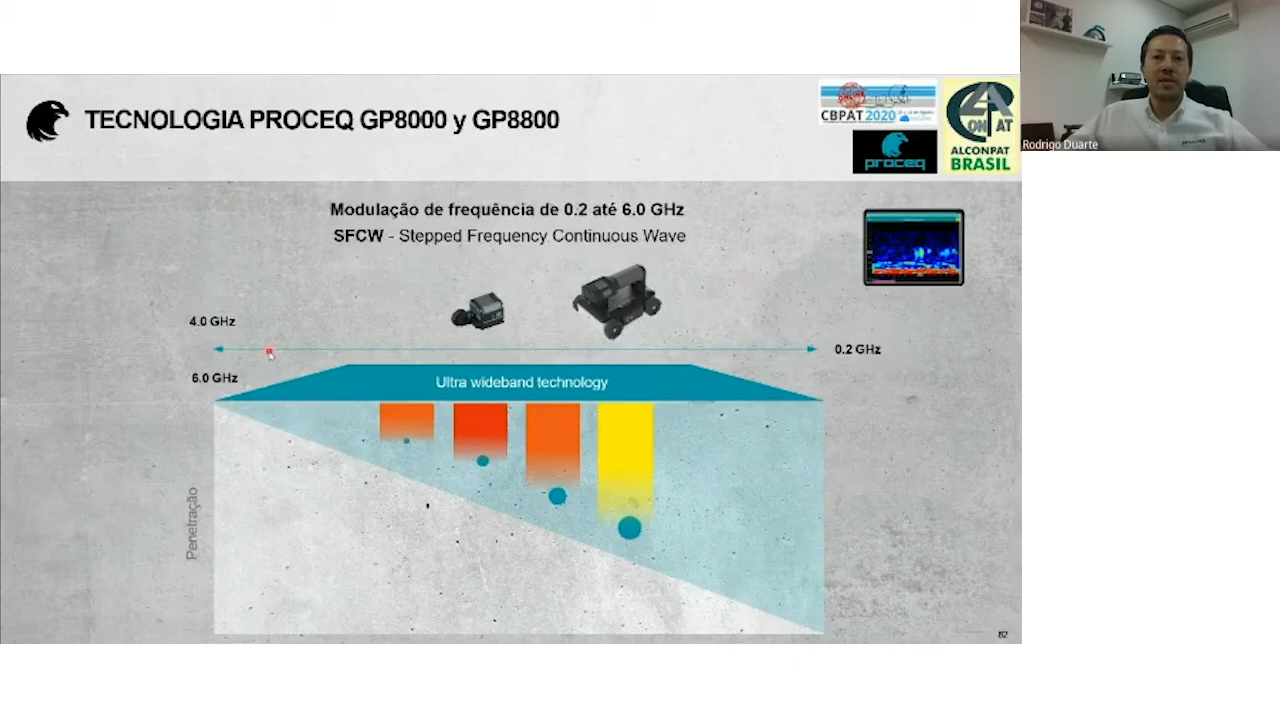 TECNOLOGIA PROCEQ GP8000 y GP8800
CBPAT 2020
proceq
ALCONPAT
BRASIL
Rodrigo Duarte
Modulação de frequência de 0.2 até 6.0 GHz
SFCW - Stepped Frequency Continuous Wave
4.0 GHz
0.2 GHz
6.0 GHz
Ultra wideband technology
Penetração
82